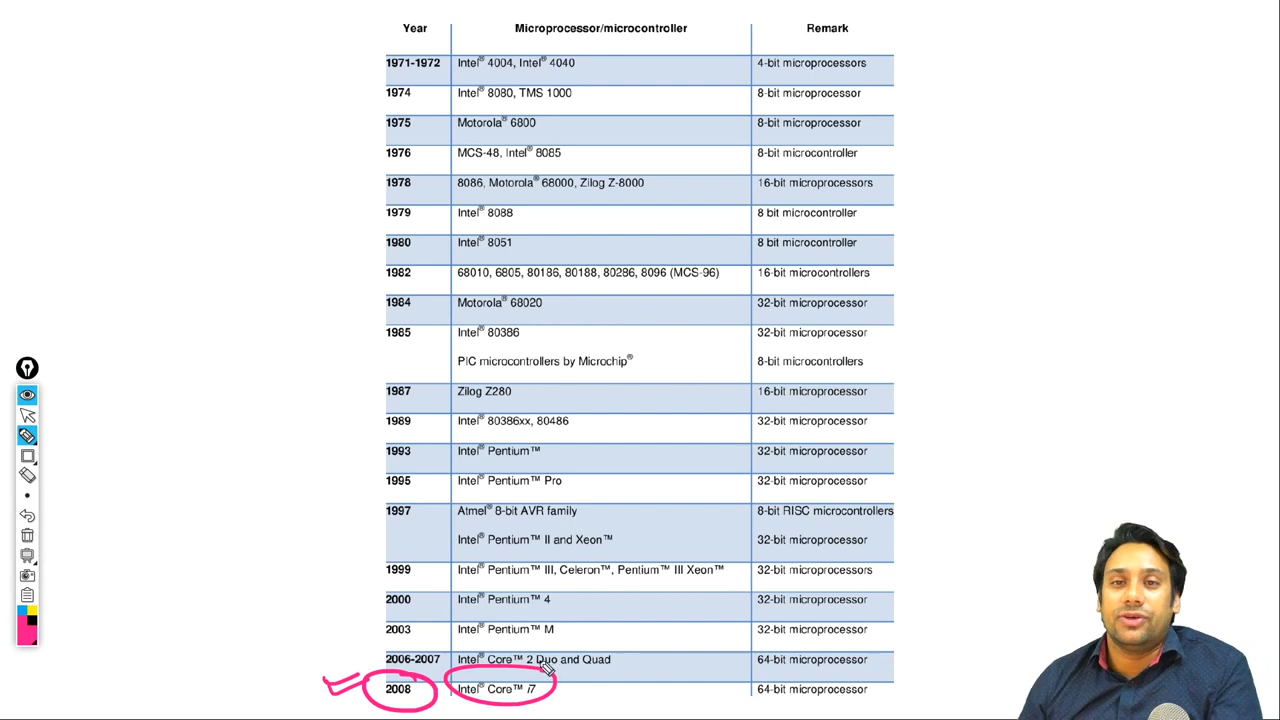 Year Microprocessor/microcontroller Remark
1971-1972 Intel® 4004, Intel® 4040 4-bit microprocessors
1974 Intel® 8080, TMS 1000 8-bit microprocessor
1975 Motorola® 6800 8-bit microprocessor
1976 MCS-48, Intel® 8085 8-bit microcontroller
1978 8086, Motorola® 68000, Zilog Z-8000 16-bit microprocessors
1979 Intel® 8088 8 bit microcontroller
1980 Intel® 8051 8 bit microcontroller
1982 68010, 6805, 80186, 80188, 80286, 8096 (MCS-96) 16-bit microcontrollers
1984 Motorola® 68020 32-bit microprocessor
1985 Intel® 80386 32-bit microprocessor
PIC microcontrollers by Microchip® 8-bit microcontrollers
1987 Zilog Z280 16-bit microprocessor
1989 Intel® 80386xx, 80486 32-bit microprocessor
1993 Intel® Pentium™ 32-bit microprocessor
1995 Intel® Pentium™ Pro 32-bit microprocessor
1997 Atmel® 8-bit AVR family 8-bit RISC microcontrollers
Intel® Pentium™ II and Xeon™ 32-bit microprocessor
1999 Intel® Pentium™ III, Celeron™, Pentium™ III Xeon™ 32-bit microprocessors
2000 Intel® Pentium™ 4 32-bit microprocessor
2003 Intel® Pentium™ M 32-bit microprocessor
2006-2007 Intel® Core™ 2 Duo and Quad 64-bit microprocessor
2008 Intel® Core™ i7 64-bit microprocessor